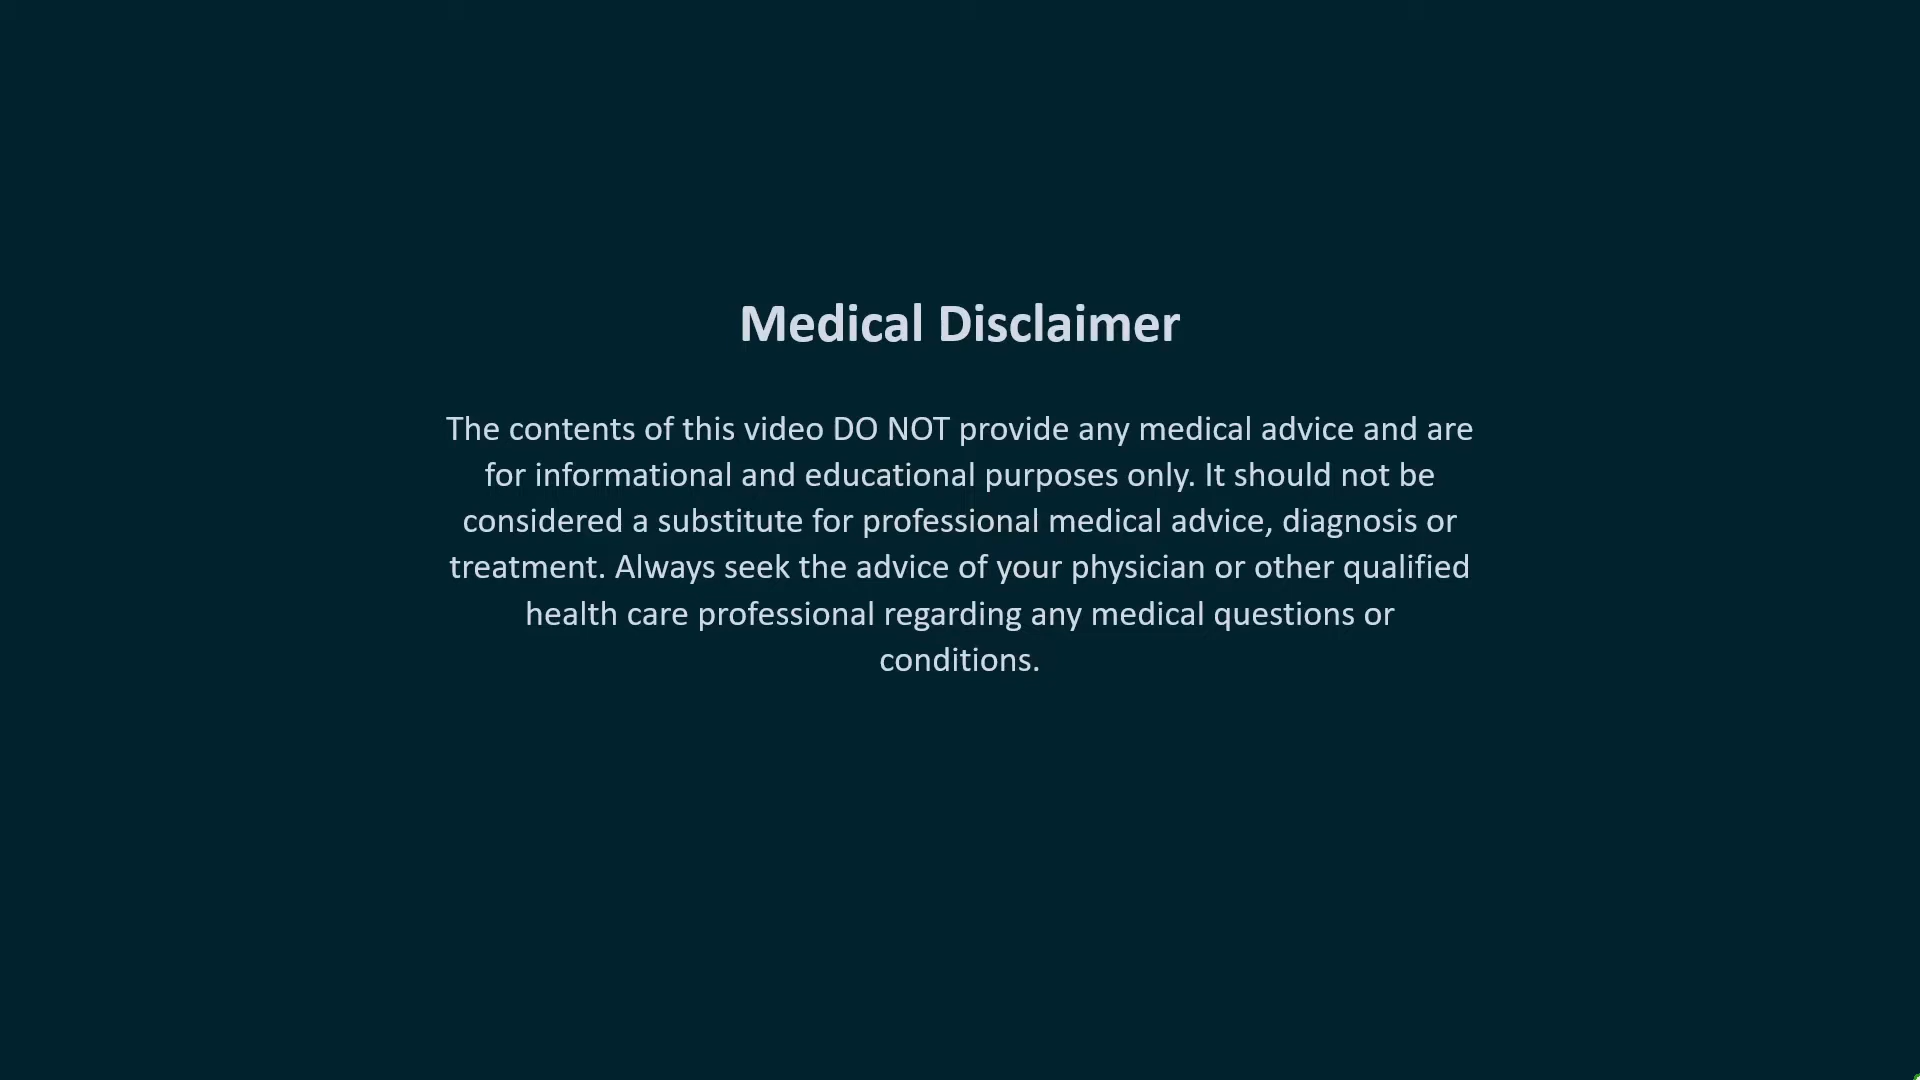 Medical Disclaimer
The contents of this video DO NOT provide any medical advice and are
for informational and educational purposes only. It should not be
considered a substitute for professional medical advice, diagnosis or
treatment. Always seek the advice of your physician or other qualified
health care professional regarding any medical questions or
conditions.